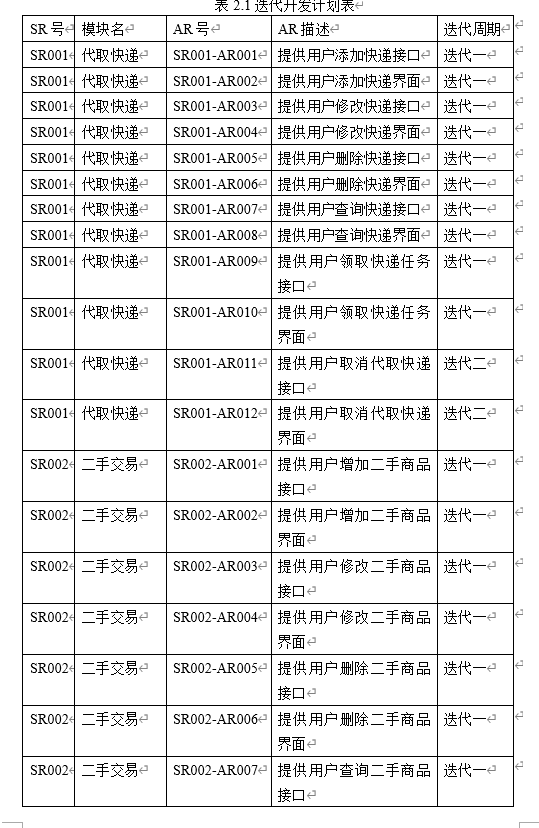 表 2.1 迭代开发计划表
SR 号 模块名 AR 号 AR 描述 迭代周期
SR001 代取快递 SR001-AR001 提供用户添加快递接口 迭代一
SR001 代取快递 SR001-AR002 提供用户添加快递界面 迭代一
SR001 代取快递 SR001-AR003 提供用户修改快递接口 迭代一
SR001 代取快递 SR001-AR004 提供用户修改快递界面 迭代一
SR001 代取快递 SR001-AR005 提供用户删除快递接口 迭代一
SR001 代取快递 SR001-AR006 提供用户删除快递界面 迭代一
SR001 代取快递 SR001-AR007 提供用户查询快递接口 迭代一
SR001 代取快递 SR001-AR008 提供用户查询快递界面 迭代一
SR001 代取快递 SR001-AR009 提供用户领取快递任务 迭代一
接口
SR001 代取快递 SR001-AR010 提供用户领取快递任务 迭代一
界面
SR001 代取快递 SR001-AR011 提供用户取消代取快递 迭代二
接口
SR001 代取快递 SR001-AR012 提供用户取消代取快递 迭代二
界面
SR002 二手交易 SR002-AR001 提供用户增加二手商品 迭代一
接口
SR002 二手交易 SR002-AR002 提供用户增加二手商品 迭代一
界面
SR002 二手交易 SR002-AR003 提供用户修改二手商品 迭代一
接口
SR002 二手交易 SR002-AR004 提供用户修改二手商品 迭代一
界面
SR002 二手交易 SR002-AR005 提供用户删除二手商品 迭代一
接口
SR002 二手交易 SR002-AR006 提供用户删除二手商品 迭代一
界面
SR002 二手交易 SR002-AR007 提供用户查询二手商品 迭代一
接口